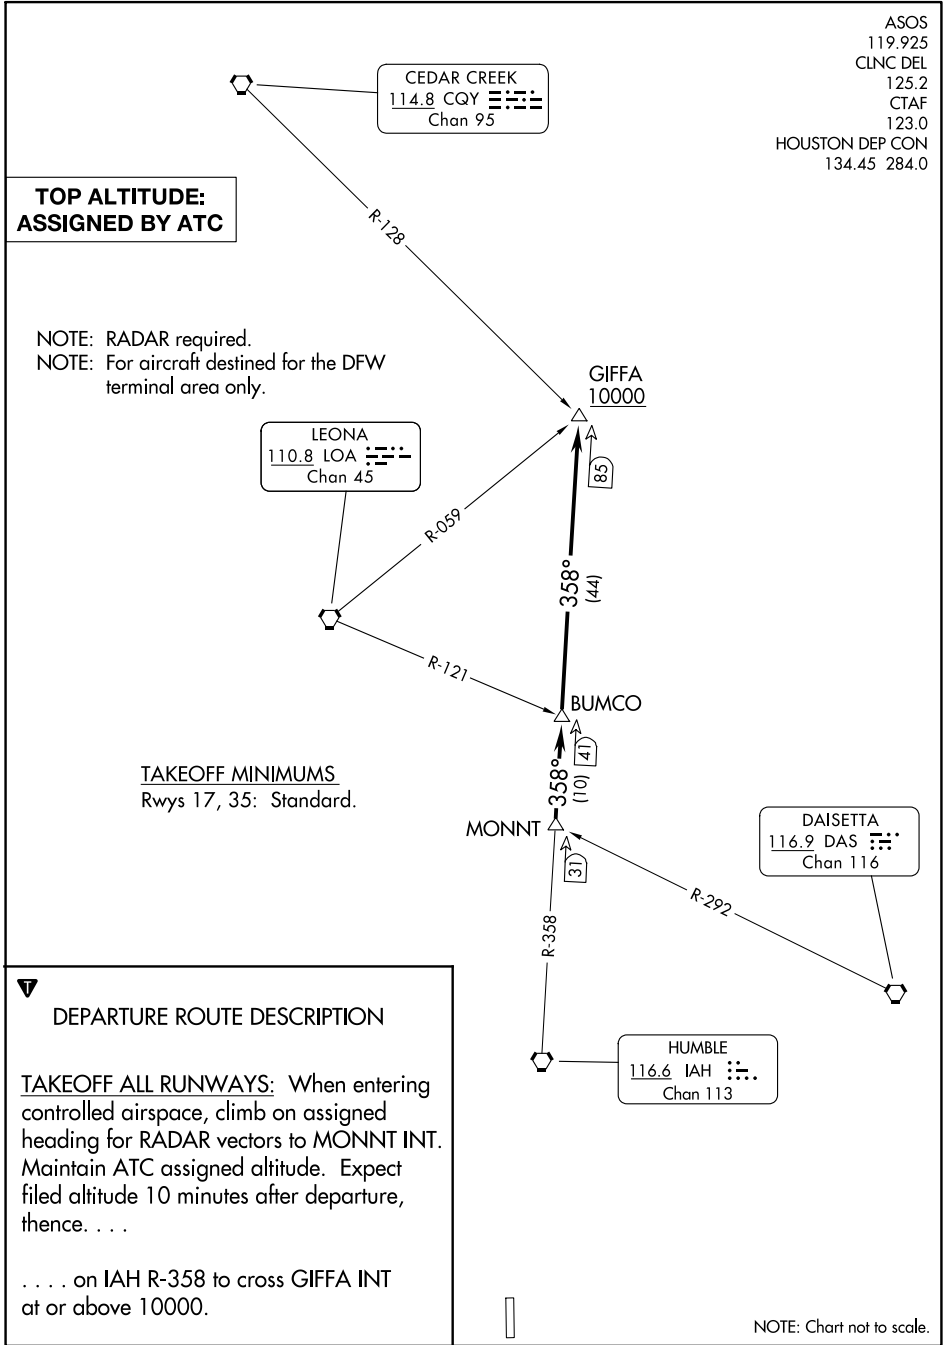 ASOS
119.925
CLNC DEL
125.2
CTAF
123.0
HOUSTON DEP CON
134.45 284.0
CEDAR CREEK
114.8 CQY
Chan 95
TOP ALTITUDE:
ASSIGNED BY ATC
R-128
NOTE: RADAR required.
NOTE: For aircraft destined for the DFW
terminal area only.
GIFFA
10000
LEONA
110.8 LOA
Chan 45
85
R-059
358°
(44)
R-121
BUMCO
41
358°
(10)
TAKEOFF MINIMUMS
Rwys 17, 35: Standard.
MONNT
31
DAISETTA
116.9 DAS
Chan 116
R-292
R-358
HUMBLE
116.6 IAH
Chan 113
T
DEPARTURE ROUTE DESCRIPTION
TAKEOFF ALL RUNWAYS: When entering
controlled airspace, climb on assigned
heading for RADAR vectors to MONNT INT.
Maintain ATC assigned altitude. Expect
filed altitude 10 minutes after departure,
thence. . . .
. . . . on IAH R-358 to cross GIFFA INT
at or above 10000.
NOTE: Chart not to scale.